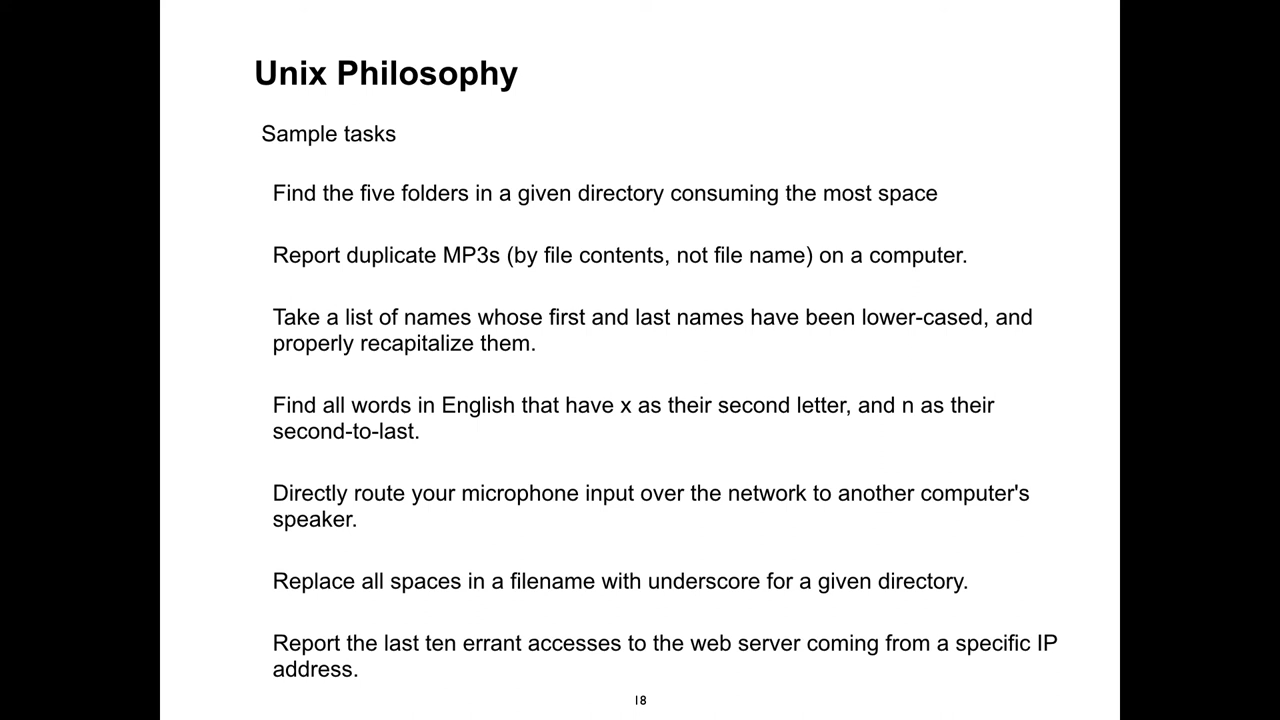 Unix Philosophy
Sample tasks
Find the five folders in a given directory consuming the most space
Report duplicate MP3s (by file contents, not file name) on a computer.
Take a list of names whose first and last names have been lower-cased, and
properly recapitalize them.
Find all words in English that have x as their second letter, and n as their
second-to-last.
Directly route your microphone input over the network to another computer's
speaker.
Replace all spaces in a filename with underscore for a given directory.
Report the last ten errant accesses to the web server coming from a specific IP
address.
18